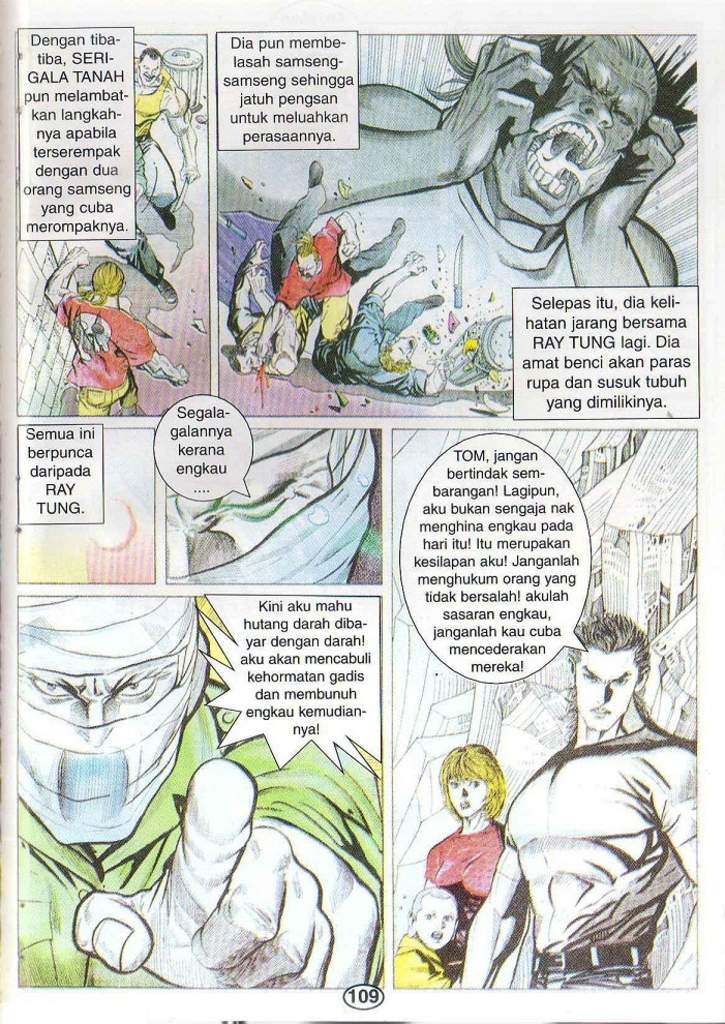 Dengan tiba-
tiba, SERI-
GALA TANAH
pun melambat-
kan langkah-
nya apabila
terserempak
dengan dua
orang samseng
yang cuba
merompaknya.
Dia pun membe-
lasah samseng-
samseng sehingga
jatuh pengsan
untuk meluahkan
perasaannya.
Selepas itu, dia keli-
hatan jarang bersama
RAY TUNG lagi. Dia
amat benci akan paras
rupa dan susuk tubuh
yang dimilikinya.
Semua ini
berpunca
daripada
RAY
TUNG.
Segala-
galannya
kerana
engkau
....
TOM, jangan
bertindak sem-
barangan! Lagipun,
aku bukan sengaja nak
menghina engkau pada
hari itu! Itu merupakan
kesilapan aku! Janganlah
menghukum orang yang
tidak bersalah! akulah
sasaran engkau,
janganlah kau cuba
mencederakan
mereka!
Kini aku mahu
hutang darah diba-
yar dengan darah!
aku akan mencabuli
kehormatan gadis
dan membunuh
engkau kemudian-
nya!
109